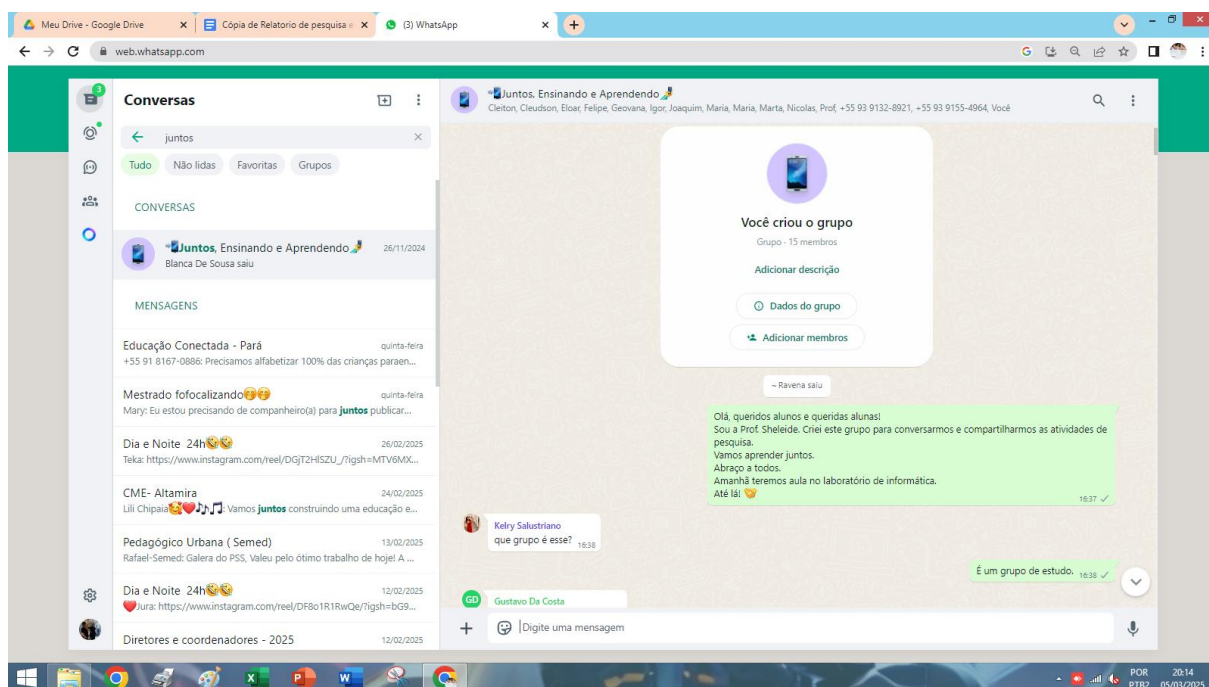 Meu Drive - Google Drive
Cópia de Relatorio de pesquisa e
(3) WhatsApp
web.whatsapp.com
3
Conversas
juntos
Tudo Não lidas Favoritas Grupos
CONVERSAS
Juntos, Ensinando e Aprendendo 26/11/2024
Blanca De Sousa saiu
MENSAGENS
Educação Conectada - Pará quinta-feira
+55 91 8167-0886: Precisamos alfabetizar 100% das crianças paraen...
Mestrado fofocalizando quinta-feira
Mary: Eu estou precisando de companheiro(a) para juntos publicar...
Dia e Noite 24h 26/02/2025
Teka: https://www.instagram.com/reel/DGjT2HlSZU_/?igsh=MTV6MX...
CME- Altamira 24/02/2025
Lili Chipaia: Vamos juntos construindo uma educação e...
Pedagógico Urbana ( Semed) 13/02/2025
Rafael-Semed: Galera do PSS, Valeu pelo ótimo trabalho de hoje! A ...
Dia e Noite 24h 12/02/2025
Jura: https://www.instagram.com/reel/DF8o1R1RwQe/?igsh=bG9...
Diretores e coordenadores - 2025 12/02/2025
Juntos, Ensinando e Aprendendo
Cleiton, Cleudson, Eloar, Felipe, Geovana, Igor, Joaquim, Maria, Maria, Marta, Nicolas, Prof, +55 93 9132-8921, +55 93 9155-4964, Você
Você criou o grupo
Grupo · 15 membros
Adicionar descrição
Dados do grupo
Adicionar membros
~ Ravena saiu
Olá, queridos alunos e queridas alunas!
Sou a Prof. Sheleide. Criei este grupo para conversarmos e compartilharmos as atividades de
pesquisa.
Vamos aprender juntos.
Abraço a todos.
Amanhã teremos aula no laboratório de informática.
Até lá! 16:37
Kelry Salustriano
que grupo é esse? 16:38
É um grupo de estudo. 16:38
GD Gustavo Da Costa
Digite uma mensagem
POR 20:14
PTB2 05/03/2025